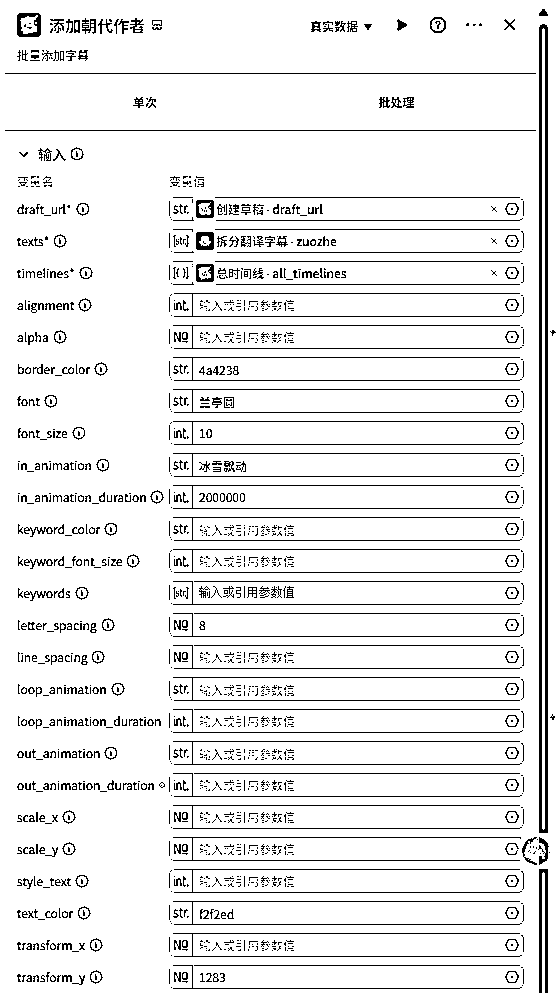 添加朝代作者 真实数据
批量添加字幕
单次 批处理
输入
变量名 变量值
draft_url* str. 创建草稿 - draft_url
texts* [str] 拆分翻译字幕 - zuozhe
timelines* [{}] 总时间线 - all_timelines
alignment int. 输入或引用参数值
alpha NO 输入或引用参数值
border_color str. 4a4238
font str. 兰亭圆
font_size int. 10
in_animation str. 冰雪飘动
in_animation_duration int. 2000000
keyword_color str. 输入或引用参数值
keyword_font_size int. 输入或引用参数值
keywords [str] 输入或引用参数值
letter_spacing NO 8
line_spacing NO 输入或引用参数值
loop_animation str. 输入或引用参数值
loop_animation_duration int. 输入或引用参数值
out_animation str. 输入或引用参数值
out_animation_duration int. 输入或引用参数值
scale_x NO 输入或引用参数值
scale_y NO 输入或引用参数值
style_text int. 输入或引用参数值
text_color str. f2f2ed
transform_x NO 输入或引用参数值
transform_y NO 1283